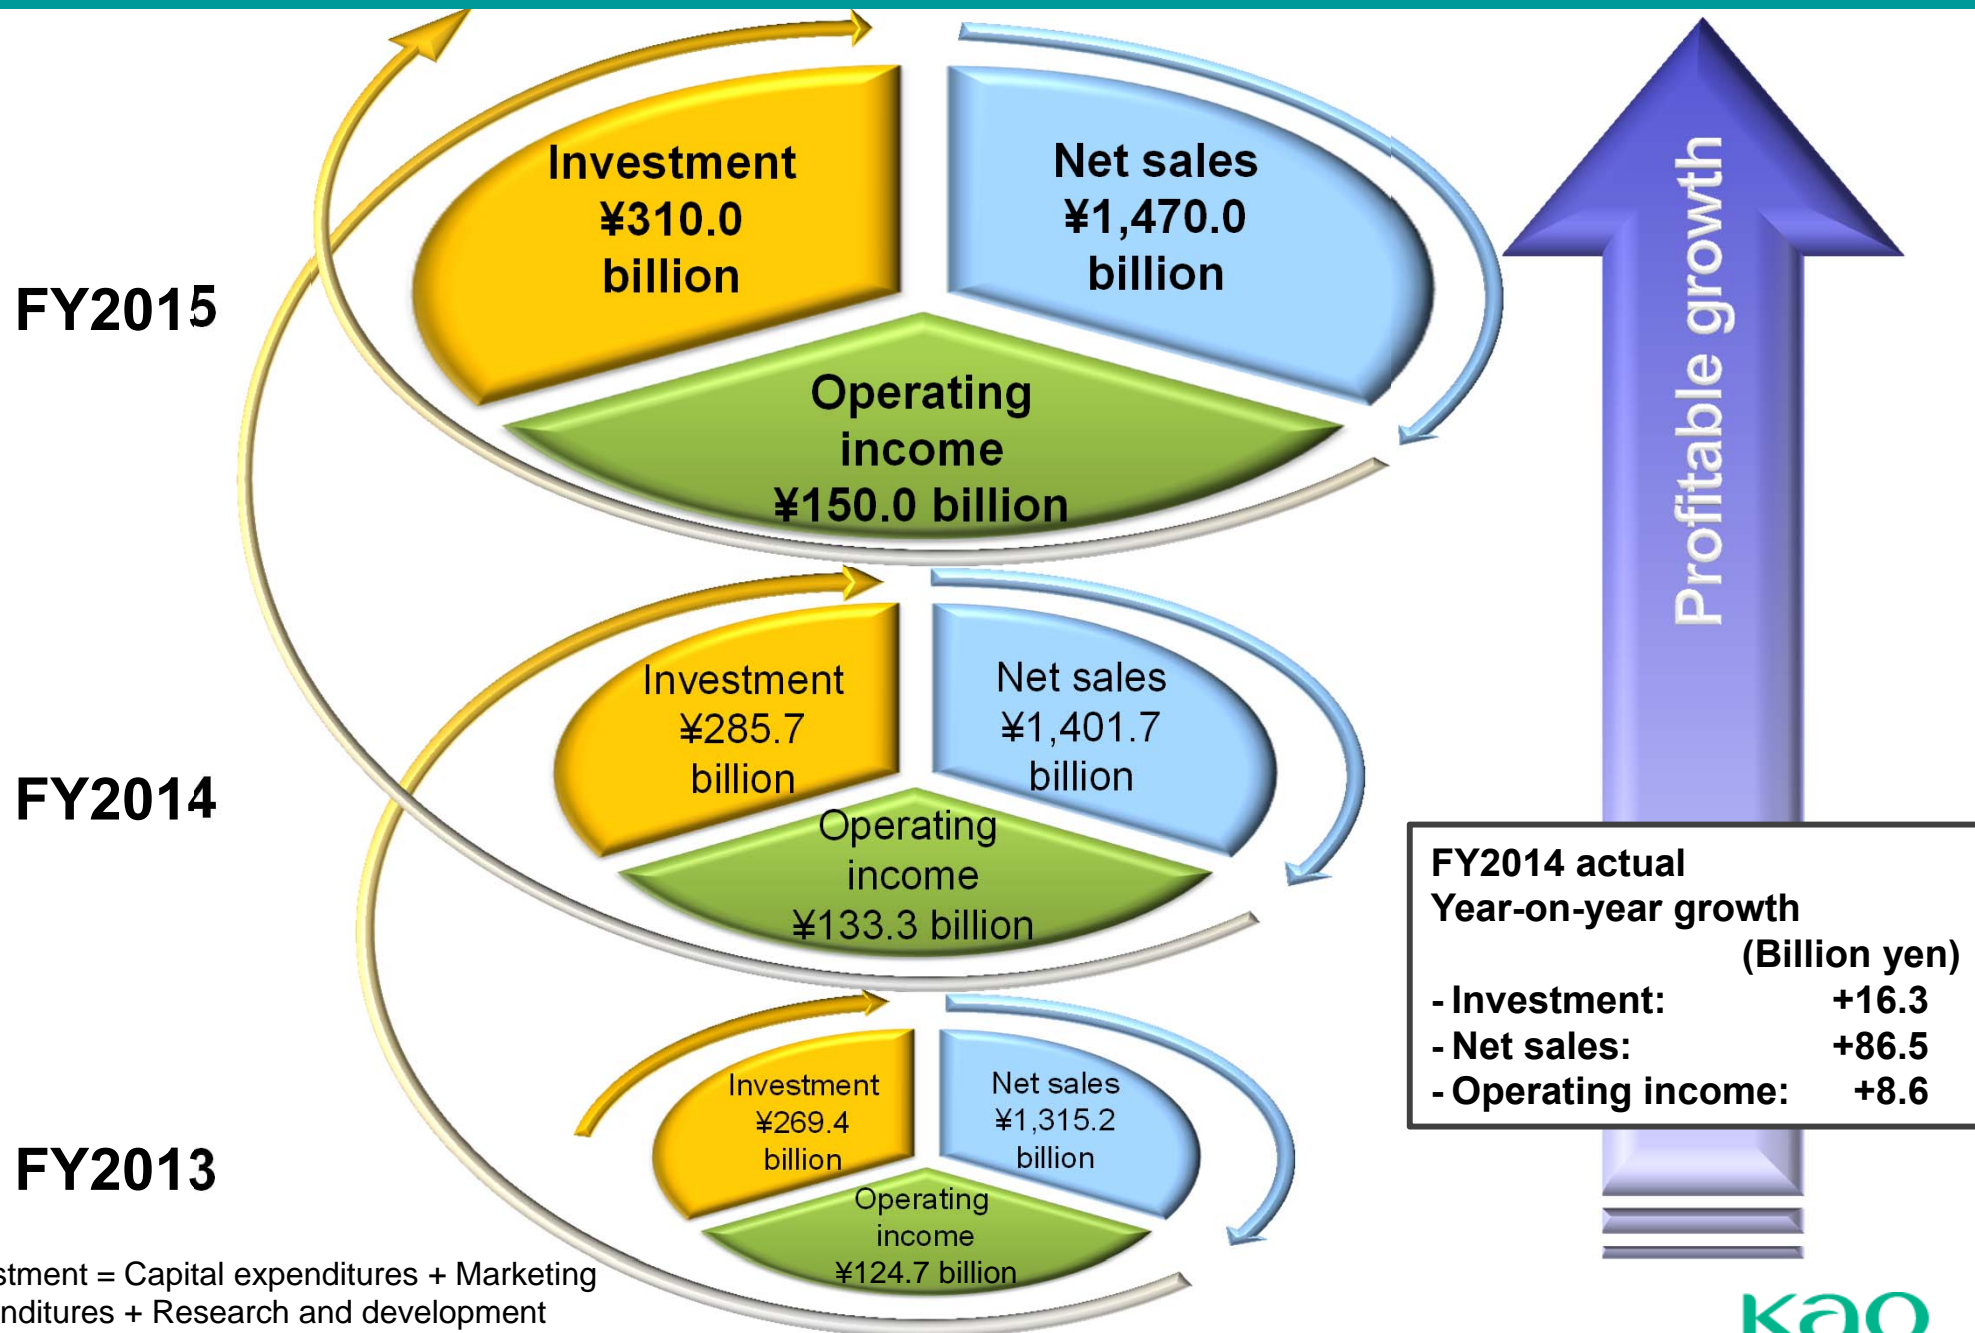 FY2015
Investment
¥310.0
billion
Net sales
¥1,470.0
billion
Operating
income
¥150.0 billion
Profitable growth
FY2014
Investment
¥285.7
billion
Net sales
¥1,401.7
billion
Operating
income
¥133.3 billion
FY2014 actual
Year-on-year growth
(Billion yen)
- Investment: +16.3
- Net sales: +86.5
- Operating income: +8.6
FY2013
Investment
¥269.4
billion
Net sales
¥1,315.2
billion
Operating
income
¥124.7 billion
stment = Capital expenditures + Marketing
nditures + Research and development
Kao